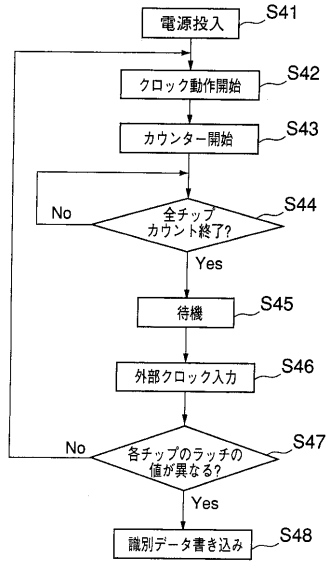 電源投入
S41
クロック動作開始
S42
カウンター開始
S43
全チップ
カウント終了?
S44
No
Yes
待機
S45
外部クロック入力
S46
各チップのラッチの
値が異なる?
S47
No
Yes
識別データ書き込み
S48